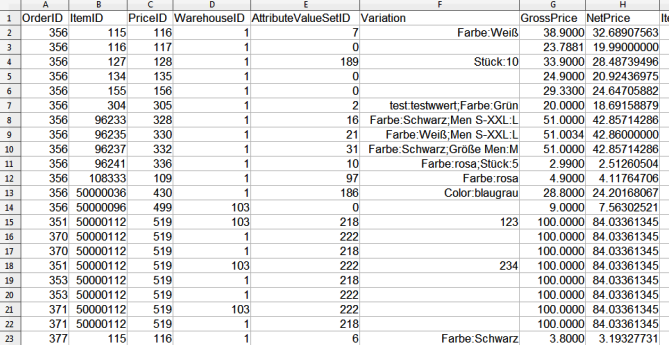 A B C D E F G H
1 OrderID ItemID PriceID WarehouseID AttributeValueSetID Variation GrossPrice NetPrice Ite
2 356 115 116 1 7 Farbe:Weiß 38.9000 32.68907563
3 356 116 117 1 0 23.7881 19.99000000
4 356 127 128 1 189 Stück:10 33.9000 28.48739496
5 356 134 135 1 0 24.9000 20.92436975
6 356 155 156 1 0 29.3300 24.64705882
7 356 304 305 1 2 test:testwwert;Farbe:Grün 20.0000 18.69158879
8 356 96233 328 1 16 Farbe:Schwarz;Men S-XXL:L 51.0000 42.85714286
9 356 96235 330 1 21 Farbe:Weiß;Men S-XXL:L 51.0034 42.86000000
10 356 96237 332 1 31 Farbe:Schwarz;Größe Men:M 51.0000 42.85714286
11 356 96241 336 1 10 Farbe:rosa;Stück:5 2.9900 2.51260504
12 356 108333 109 1 97 Farbe:rosa 4.9000 4.11764706
13 356 50000036 430 1 186 Color:blaugrau 28.8000 24.20168067
14 356 50000096 499 103 0 9.0000 7.56302521
15 351 50000112 519 103 218 123 100.0000 84.03361345
16 370 50000112 519 1 222 100.0000 84.03361345
17 370 50000112 519 1 218 100.0000 84.03361345
18 351 50000112 519 103 222 234 100.0000 84.03361345
19 353 50000112 519 1 222 100.0000 84.03361345
20 353 50000112 519 1 218 100.0000 84.03361345
21 371 50000112 519 103 222 100.0000 84.03361345
22 371 50000112 519 1 218 100.0000 84.03361345
23 377 115 116 1 6 Farbe:Schwarz 3.8000 3.19327731